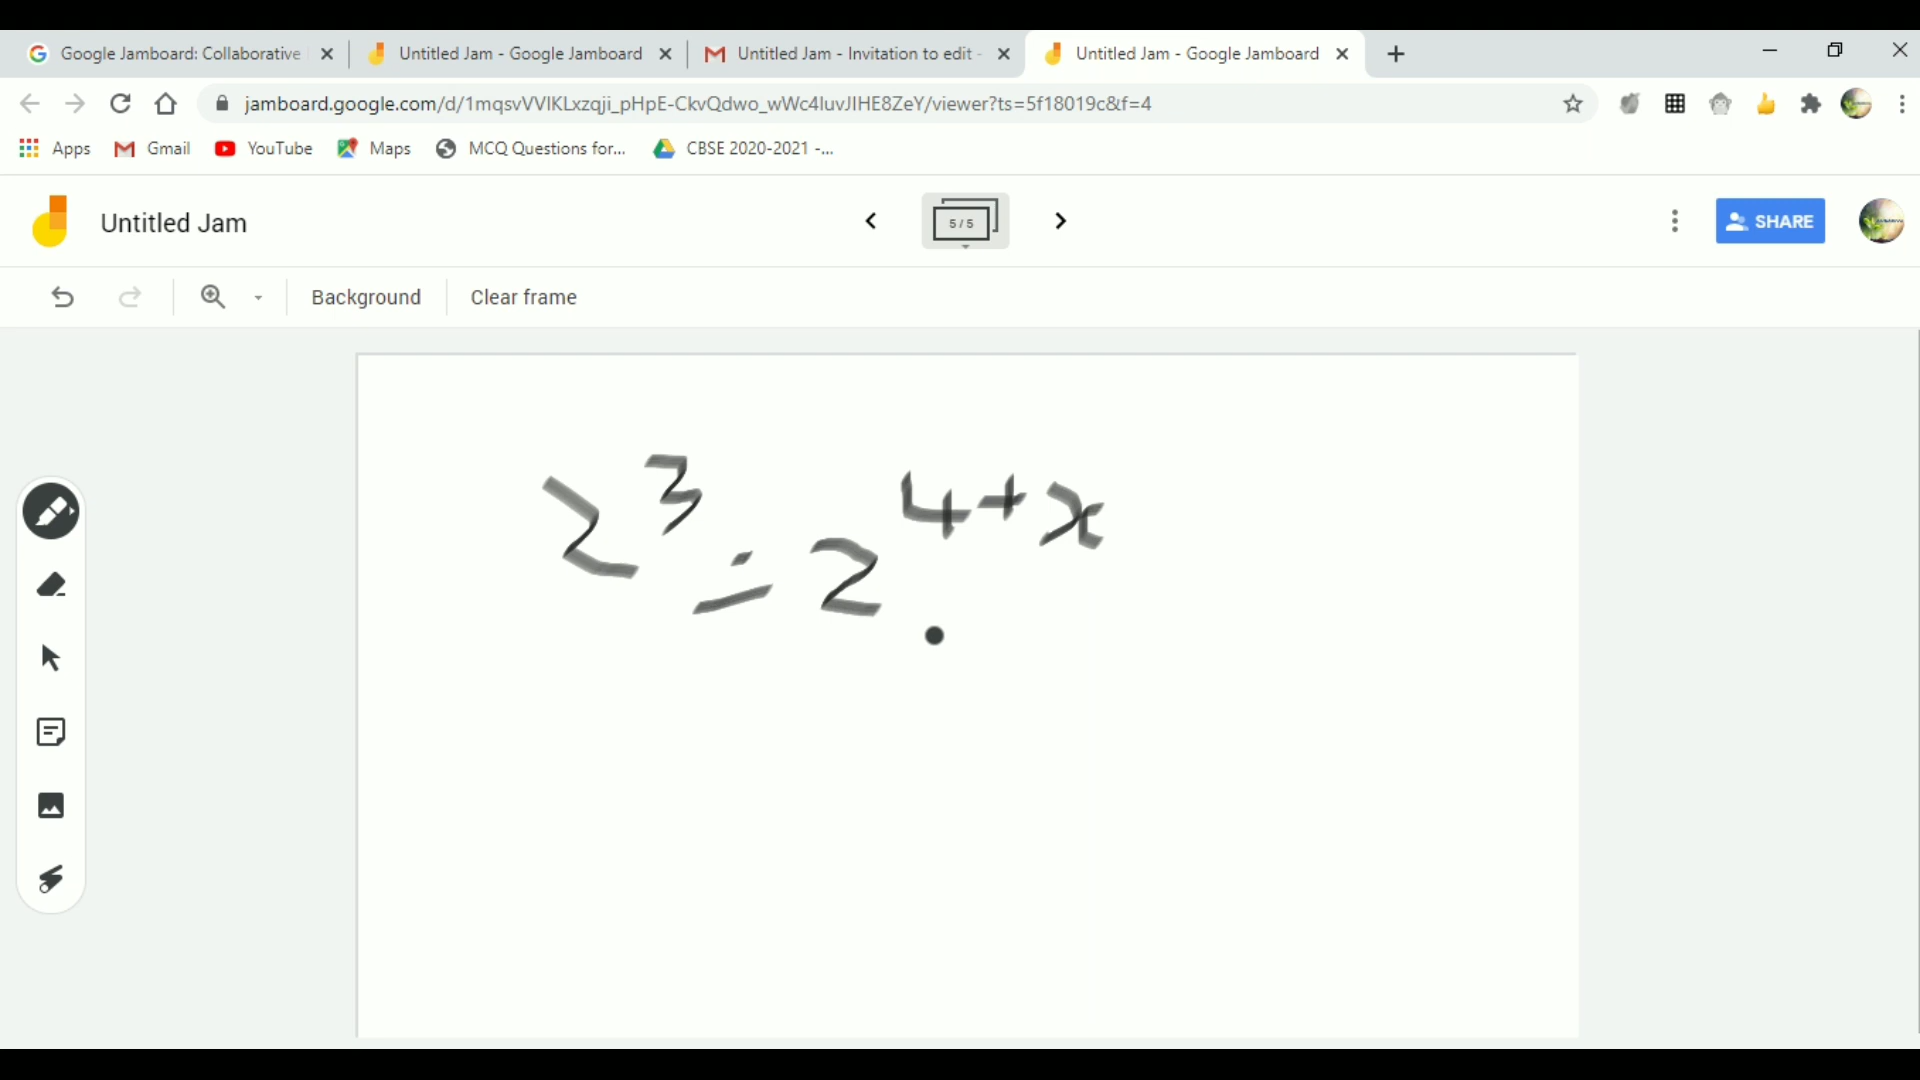 Google Jamboard: Collaborative
Untitled Jam - Google Jamboard
Untitled Jam - Invitation to edit -
Untitled Jam - Google Jamboard
jamboard.google.com/d/1mqsvVVIKLxzqji_pHpE-CkvQdwo_wWc4luvJIHE8ZeY/viewer?ts=5f18019c&f=4
Apps Gmail YouTube Maps MCQ Questions for... CBSE 2020-2021 -...
Untitled Jam
5 / 5
SHARE
Background Clear frame
2³ ÷ 2⁴⁺ˣ